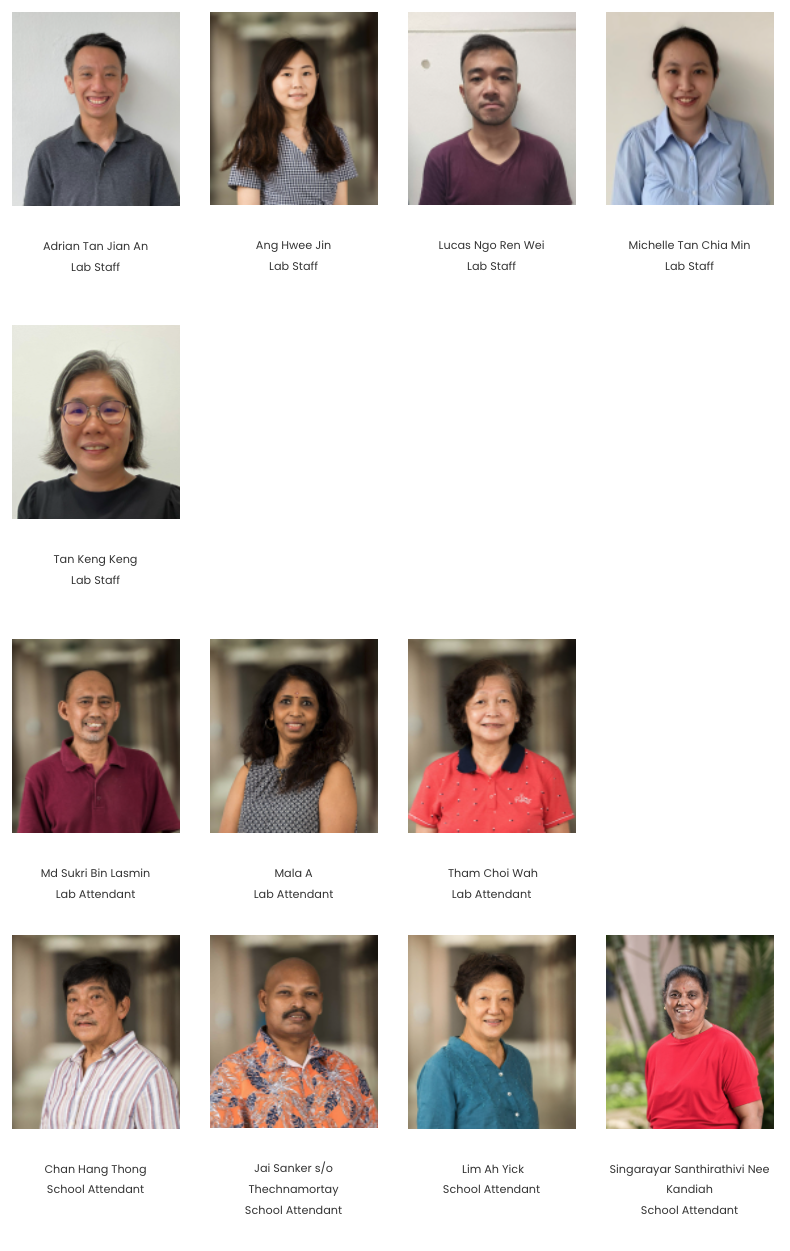 Adrian Tan Jian An
Lab Staff
Ang Hwee Jin
Lab Staff
Lucas Ngo Ren Wei
Lab Staff
Michelle Tan Chia Min
Lab Staff
Tan Keng Keng
Lab Staff
Md Sukri Bin Lasmin
Lab Attendant
Mala A
Lab Attendant
Tham Choi Wah
Lab Attendant
Chan Hang Thong
School Attendant
Jai Sanker s/o
Thechnamortay
School Attendant
Lim Ah Yick
School Attendant
Singarayar Santhirathivi Nee
Kandiah
School Attendant